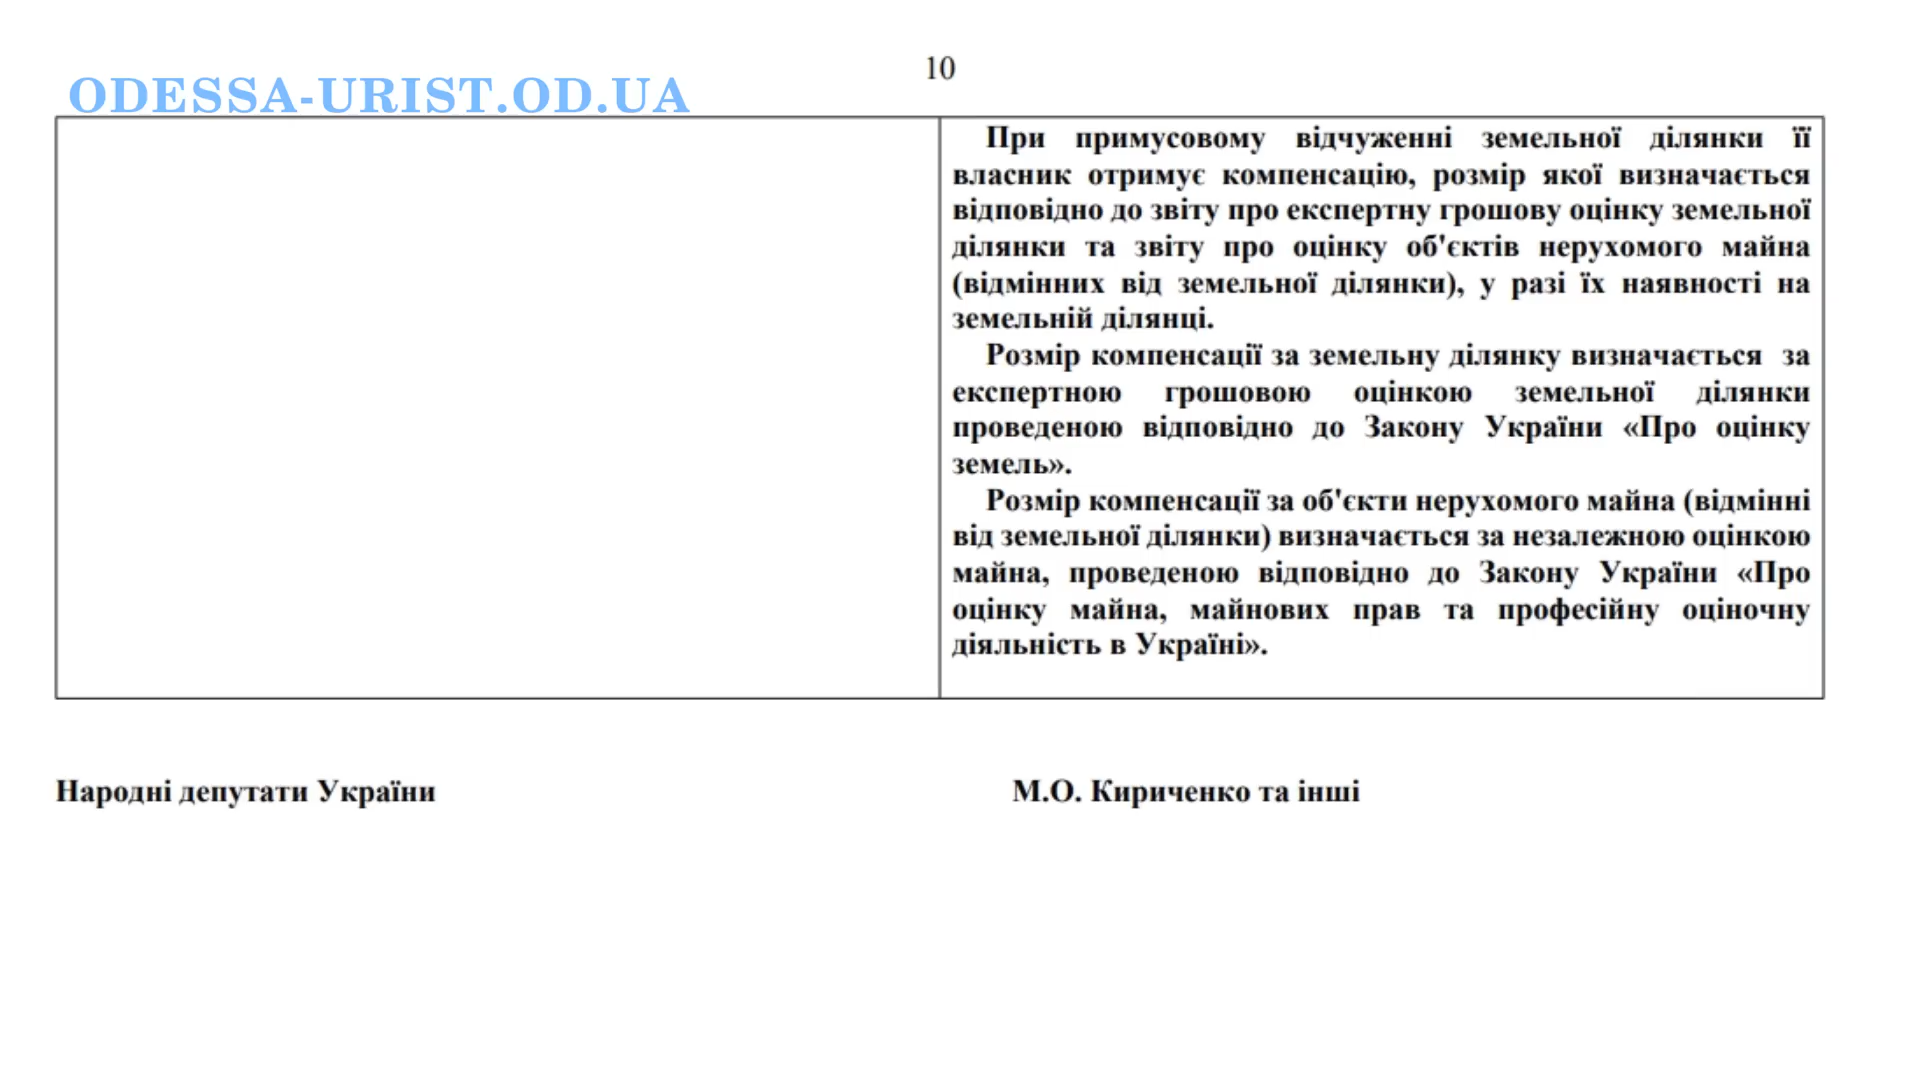 10
ODESSA-URIST.OD.UA
При примусовому відчуженні земельної ділянки її
власник отримує компенсацію, розмір якої визначається
відповідно до звіту про експертну грошову оцінку земельної
ділянки та звіту про оцінку об'єктів нерухомого майна
(відмінних від земельної ділянки), у разі їх наявності на
земельній ділянці.
Розмір компенсації за земельну ділянку визначається за
експертною грошовою оцінкою земельної ділянки
проведеною відповідно до Закону України «Про оцінку
земель».
Розмір компенсації за об'єкти нерухомого майна (відмінні
від земельної ділянки) визначається за незалежною оцінкою
майна, проведеною відповідно до Закону України «Про
оцінку майна, майнових прав та професійну оціночну
діяльність в Україні».
Народні депутати України М.О. Кириченко та інші